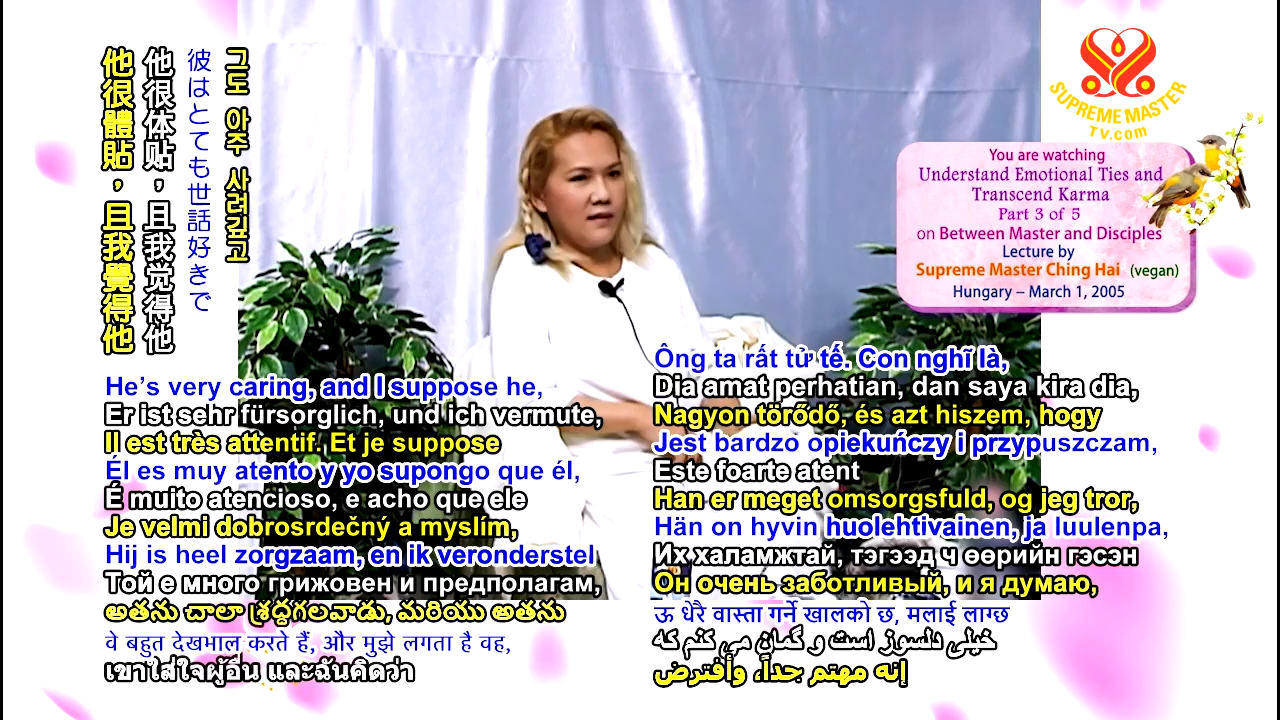 그도 아주 사려깊고
彼はとても世話好きで
他很体贴，且我觉得他
他很體貼，且我覺得他
SUPREME MASTER
TV.com
You are watching
Understand Emotional Ties and
Transcend Karma
Part 3 of 5
on Between Master and Disciples
Lecture by
Supreme Master Ching Hai (vegan)
Hungary – March 1, 2005
He's very caring, and I suppose he,
Er ist sehr fürsorglich, und ich vermute,
Il est très attentif. Et je suppose
Él es muy atento y yo supongo que él,
É muito atencioso, e acho que ele
Je velmi dobrosrdečný a myslím,
Hij is heel zorgzaam, en ik veronderstel
Той е много грижовен и предполагам,
అతను చాలా శ్రద్ధగలవాడు, మరియు అతను
वे बहुत देखभाल करते हैं, और मुझे लगता है वह,
เขาใส่ใจผู้อื่น และฉันคิดว่า
Ông ta rất tử tế. Con nghĩ là,
Dia amat perhatian, dan saya kira dia,
Nagyon törődő, és azt hiszem, hogy
Jest bardzo opiekuńczy i przypuszczam,
Este foarte atent
Han er meget omsorgsfuld, og jeg tror,
Hän on hyvin huolehtivainen, ja luulenpa,
Их халамжтай, тэгээд ч өөрийн гэсэн
Он очень заботливый, и я думаю,
ऊ धेरै वास्ता गर्ने खालको छ, मलाई लाग्छ
خیلی دلسوز است و گمان می کنم که
إنه مهتم جداً، وأفترض